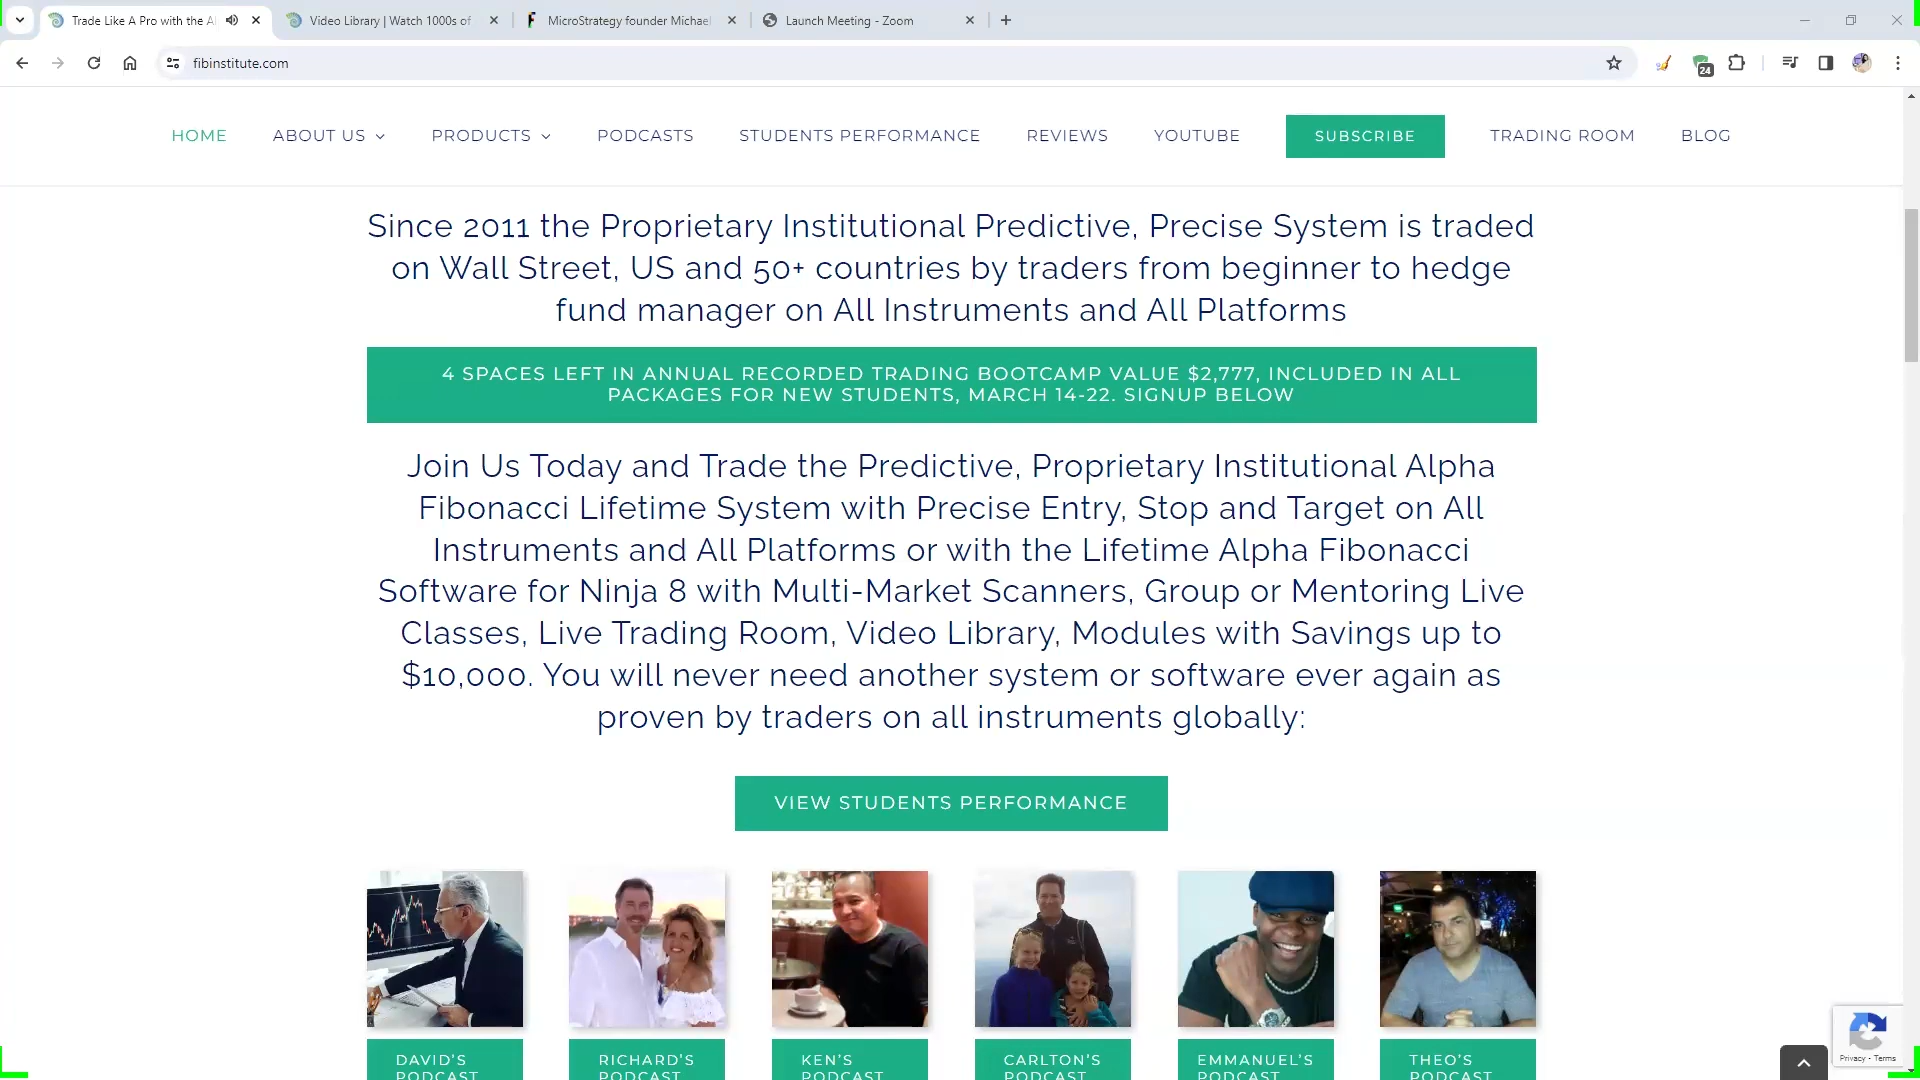 Trade Like A Pro with the Al
Video Library | Watch 1000s of
MicroStrategy founder Michael
Launch Meeting - Zoom
fibinstitute.com
24
HOME
ABOUT US
PRODUCTS
PODCASTS
STUDENTS PERFORMANCE
REVIEWS
YOUTUBE
SUBSCRIBE
TRADING ROOM
BLOG
Since 2011 the Proprietary Institutional Predictive, Precise System is traded
on Wall Street, US and 50+ countries by traders from beginner to hedge
fund manager on All Instruments and All Platforms
4 SPACES LEFT IN ANNUAL RECORDED TRADING BOOTCAMP VALUE $2,777, INCLUDED IN ALL
PACKAGES FOR NEW STUDENTS, MARCH 14-22. SIGNUP BELOW
Join Us Today and Trade the Predictive, Proprietary Institutional Alpha
Fibonacci Lifetime System with Precise Entry, Stop and Target on All
Instruments and All Platforms or with the Lifetime Alpha Fibonacci
Software for Ninja 8 with Multi-Market Scanners, Group or Mentoring Live
Classes, Live Trading Room, Video Library, Modules with Savings up to
$10,000. You will never need another system or software ever again as
proven by traders on all instruments globally:
VIEW STUDENTS PERFORMANCE
DAVID'S
PODCAST
RICHARD'S
PODCAST
KEN'S
PODCAST
CARLTON'S
PODCAST
EMMANUEL'S
PODCAST
THEO'S
PODCAST
Privacy - Terms